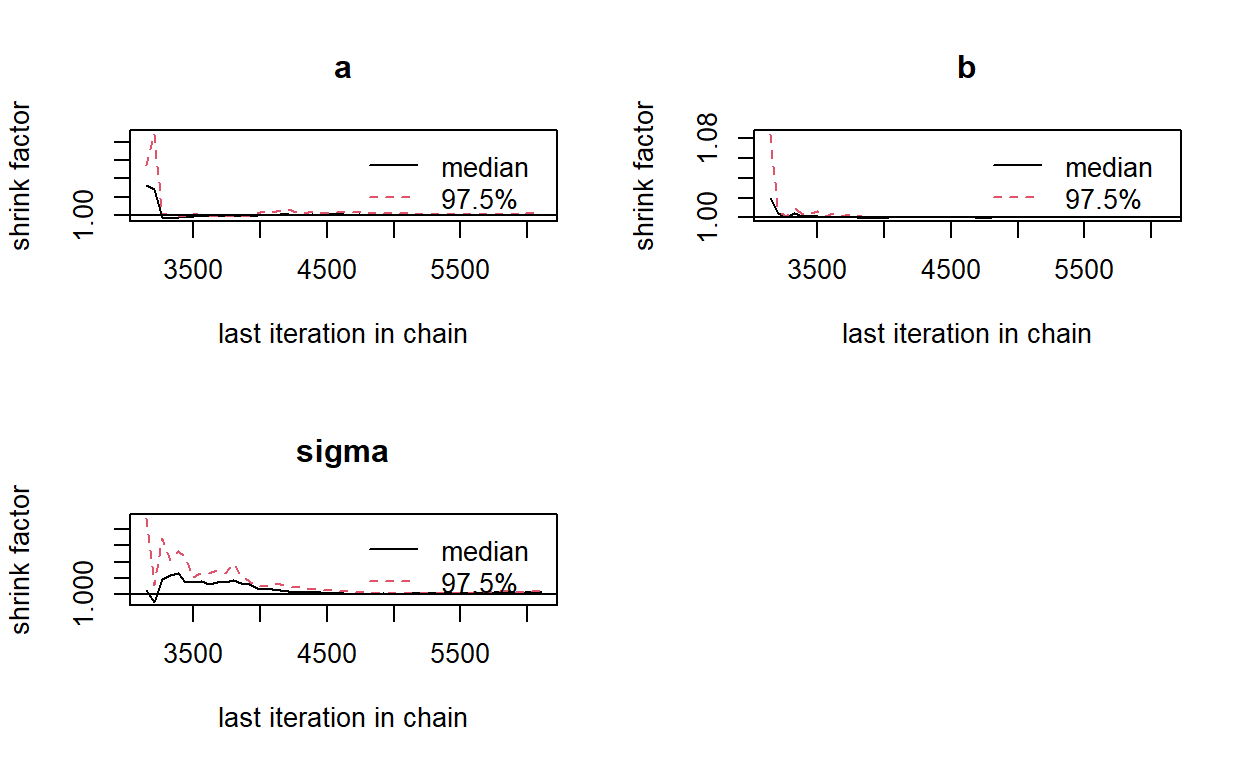 a
shrink factor
1.00
median
97.5%
3500 4500 5500
last iteration in chain
b
shrink factor
1.00 1.08
median
97.5%
3500 4500 5500
last iteration in chain
sigma
shrink factor
1.000
median
97.5%
3500 4500 5500
last iteration in chain